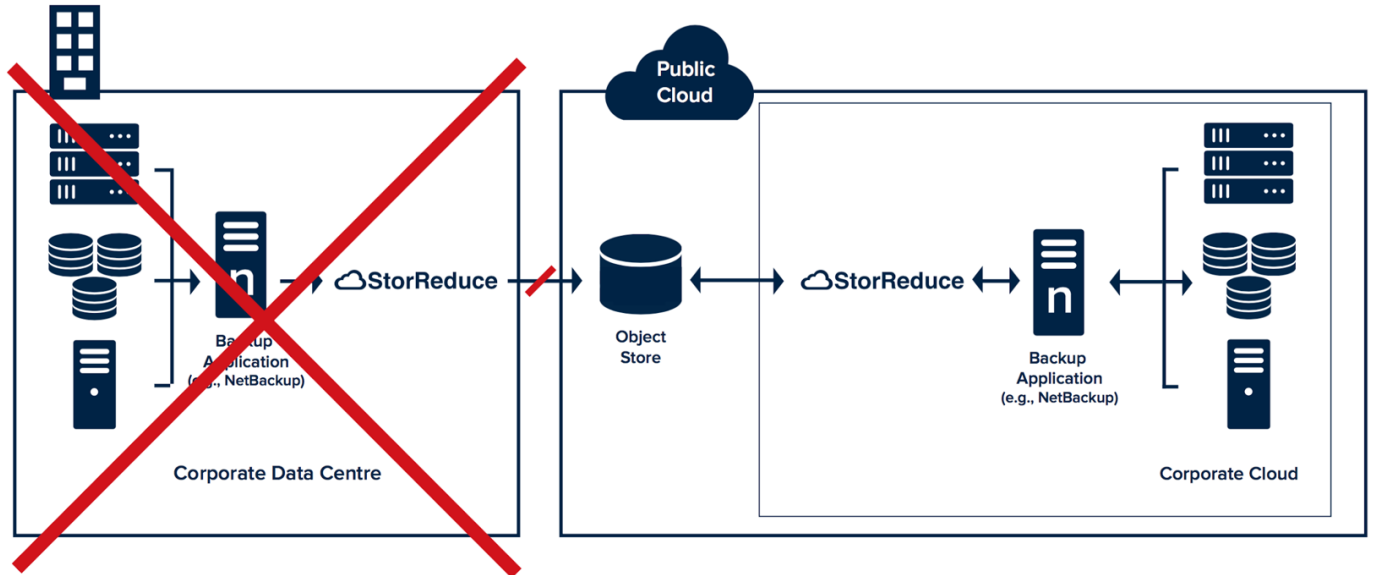 Public
Cloud
n
StorReduce
Backup
Application
(e.g., NetBackup)
Corporate Data Centre
Object
Store
StorReduce
n
Backup
Application
(e.g., NetBackup)
Corporate Cloud